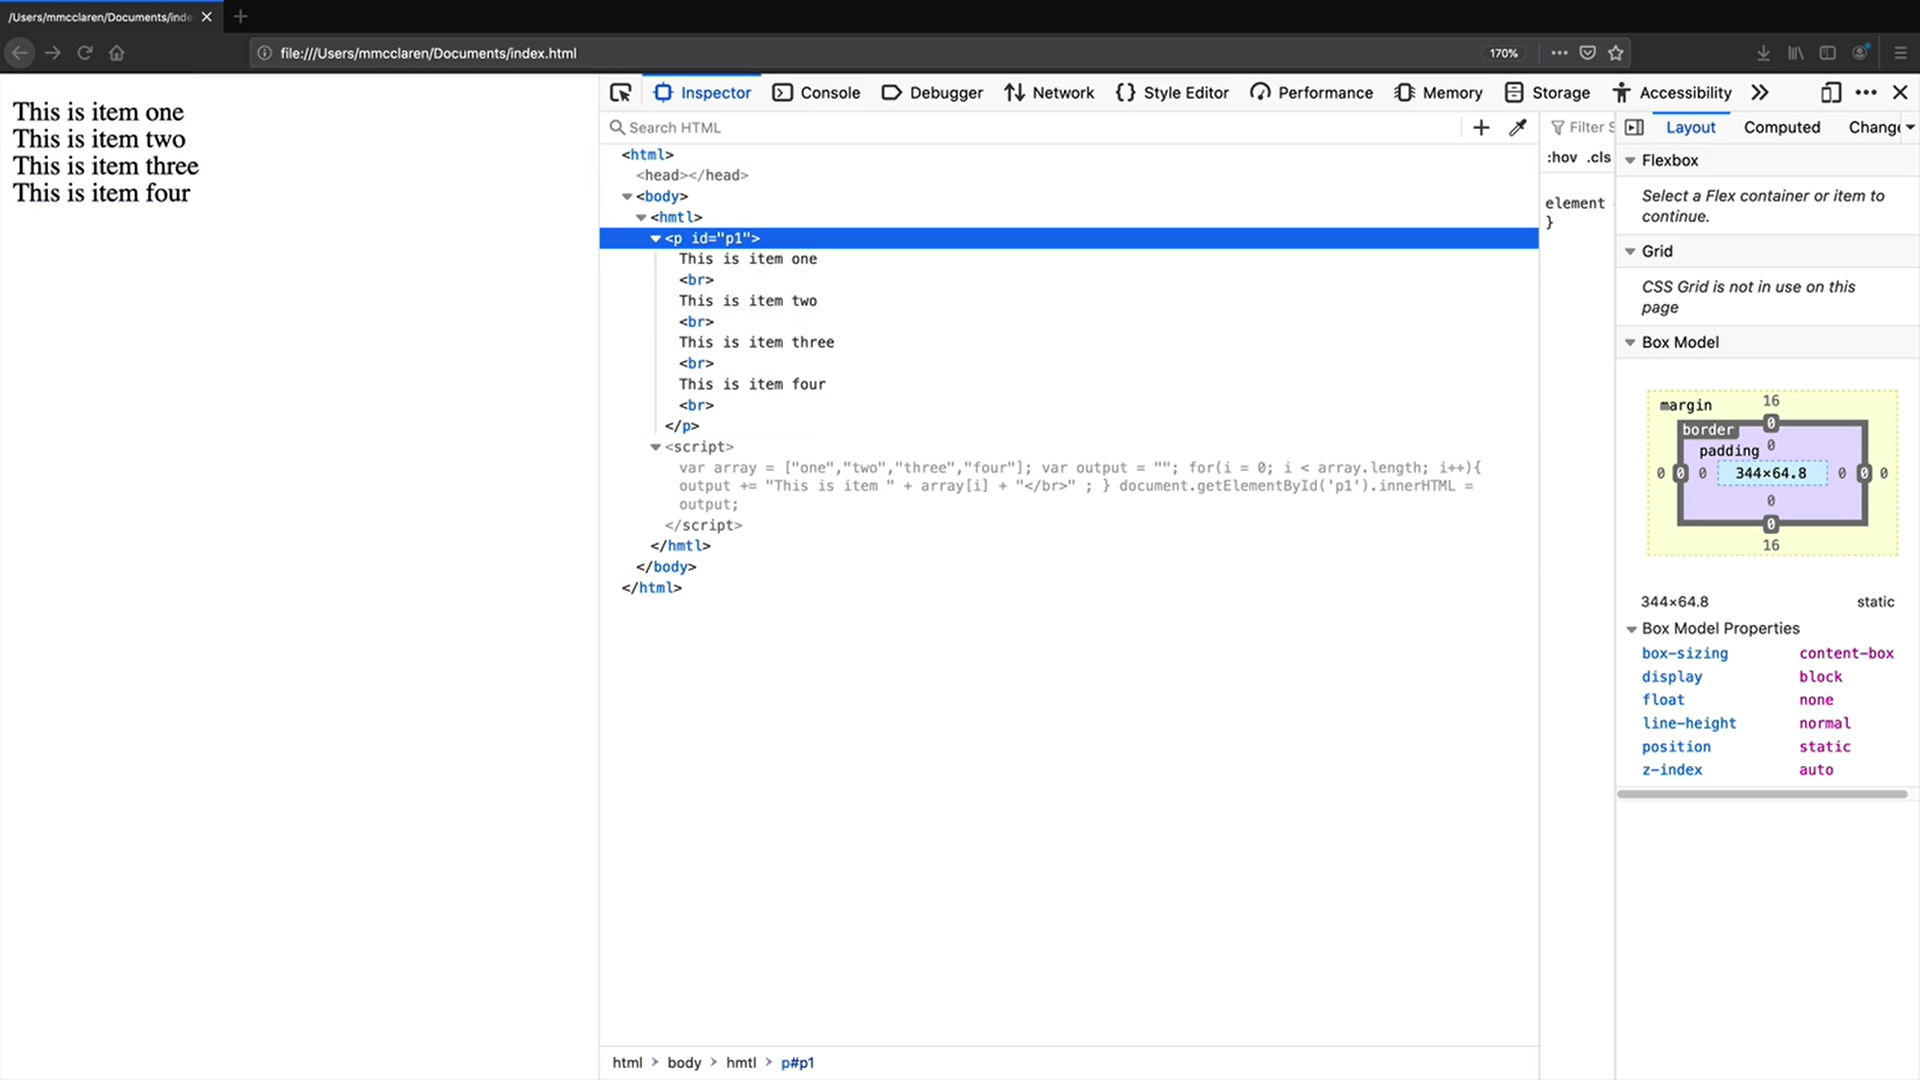 /Users/mmcclaren/Documents/inde
file:///Users/mmcclaren/Documents/index.html
170%
This is item one
This is item two
This is item three
This is item four
Inspector Console Debugger Network Style Editor Performance Memory Storage Accessibility
Search HTML
<html>
<head></head>
<body>
<hmtl>
<p id="p1">
This is item one
<br>
This is item two
<br>
This is item three
<br>
This is item four
<br>
</p>
<script>
var array = ["one","two","three","four"]; var output = ""; for(i = 0; i < array.length; i++){
output += "This is item " + array[i] + "</br>" ; } document.getElementById('p1').innerHTML =
output;
</script>
</hmtl>
</body>
</html>
html > body > hmtl > p#p1
Filter S
:hov .cls
element
}
Layout Computed Change
Flexbox
Select a Flex container or item to
continue.
Grid
CSS Grid is not in use on this
page
Box Model
margin 16
border 0
padding 0
0 0 0 344×64.8 0 0 0
0
0
16
344×64.8 static
Box Model Properties
box-sizing content-box
display block
float none
line-height normal
position static
z-index auto